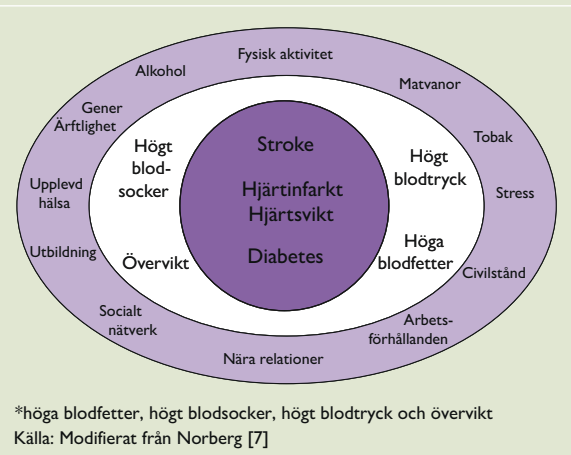 Fysisk aktivitet
Alkohol
Matvanor
Gener
Ärftlighet
Tobak
Upplevd
hälsa
Stress
Utbildning
Civilstånd
Socialt
nätverk
Arbets-
förhållanden
Nära relationer
Högt
blod-
socker
Högt
blodtryck
Övervikt
Höga
blodfetter
Stroke
Hjärtinfarkt
Hjärtsvikt
Diabetes
*höga blodfetter, högt blodsocker, högt blodtryck och övervikt
Källa: Modifierat från Norberg [7]